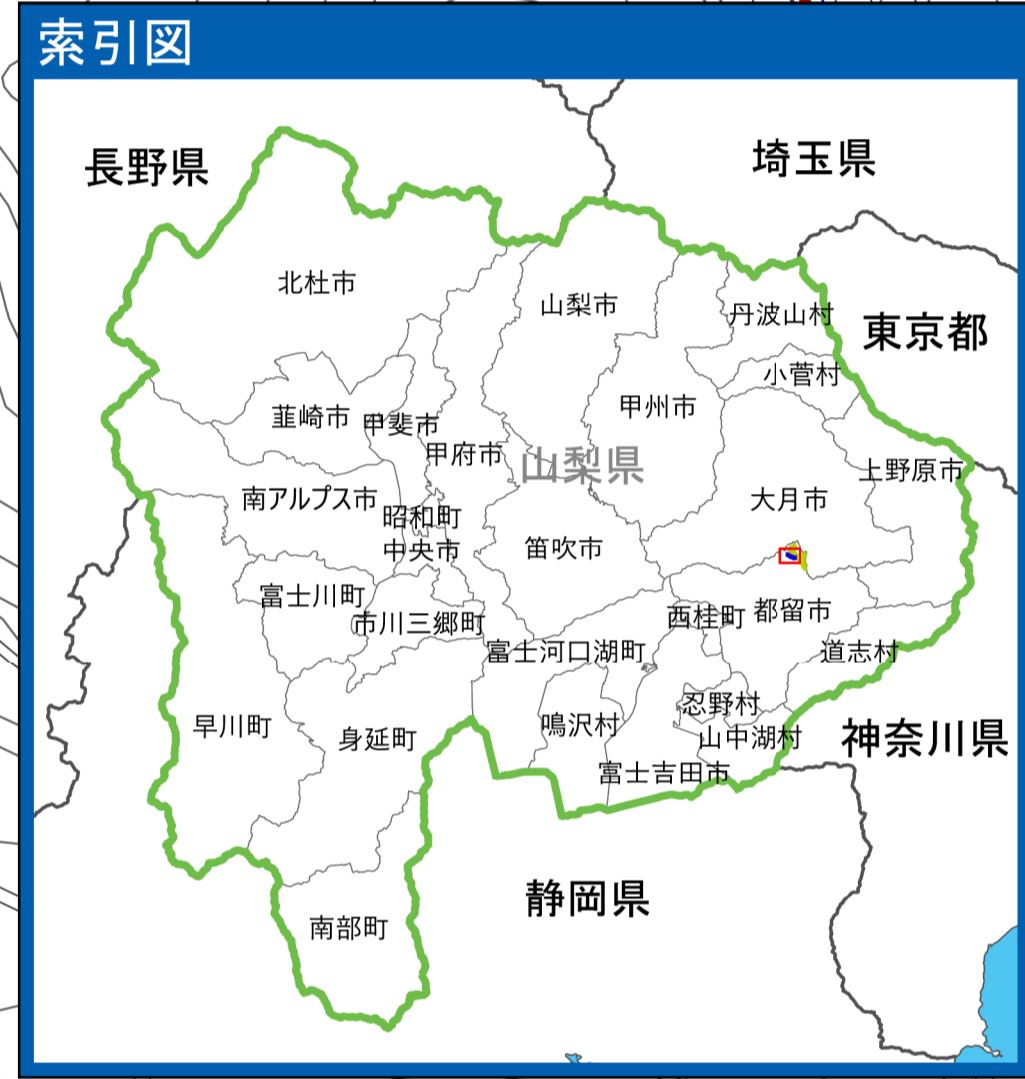 索引図
長野県
埼玉県
北杜市
山梨市
丹波山村
東京都
小菅村
甲州市
韮崎市
甲斐市
甲府市
山梨県
上野原市
南アルプス市
大月市
昭和町
中央市
笛吹市
富士川町
市川三郷町
西桂町
都留市
富士河口湖町
道志村
早川町
身延町
鳴沢村
忍野村
山中湖村
神奈川県
富士吉田市
静岡県
南部町